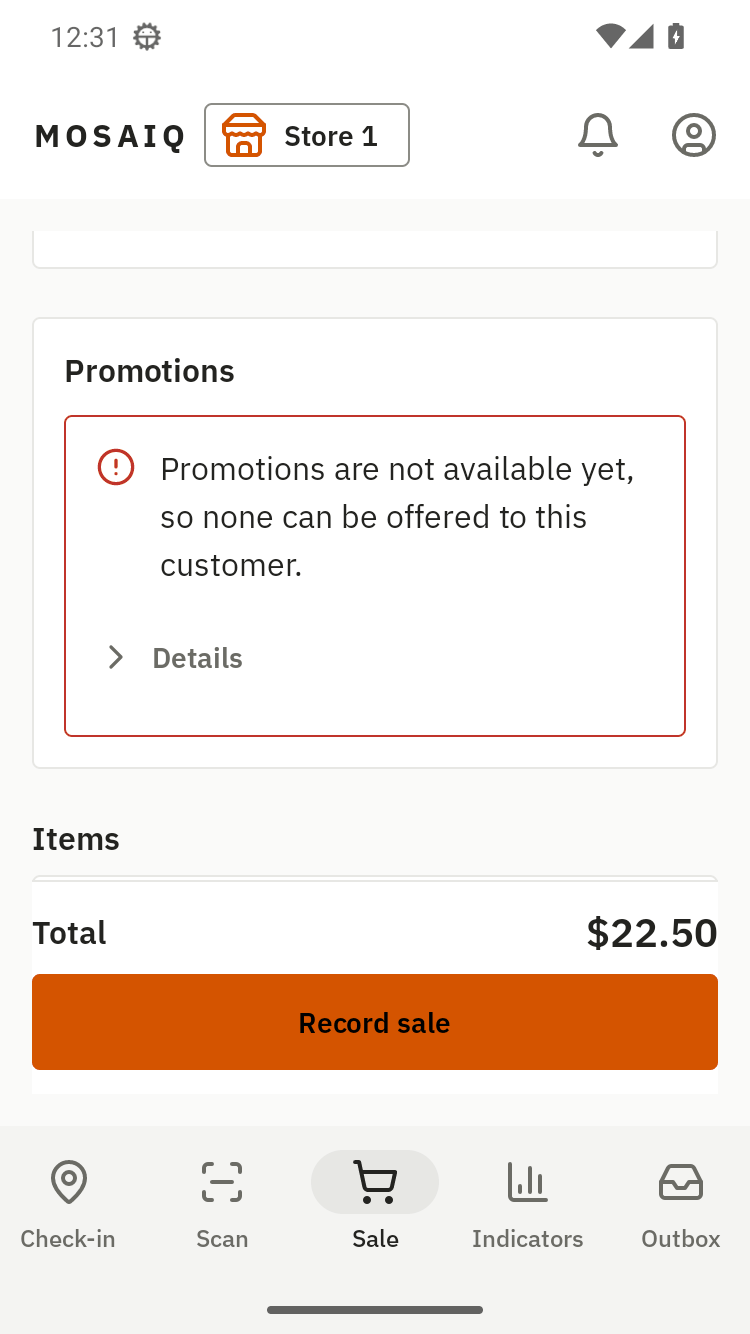 12:31
MOSAIQ
Store 1
Promotions
Promotions are not available yet,
so none can be offered to this
customer.
Details
Items
Total
$22.50
Record sale
Check-in
Scan
Sale
Indicators
Outbox